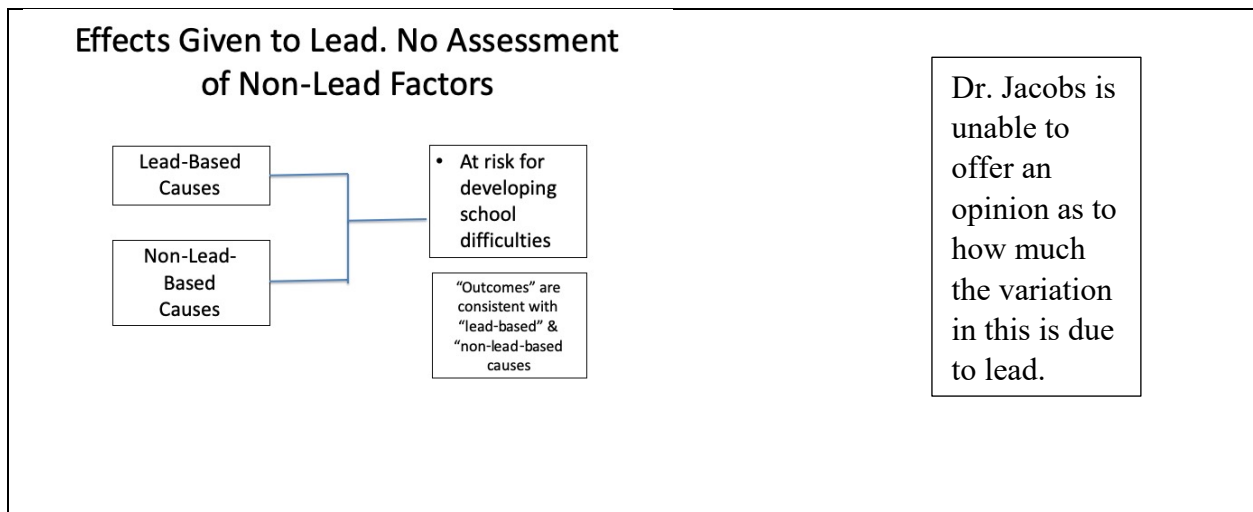 Effects Given to Lead. No Assessment
of Non-Lead Factors
Lead-Based
Causes
Non-Lead-
Based
Causes
• At risk for
developing
school
difficulties
“Outcomes” are
consistent with
“lead-based” &
“non-lead-based
causes
Dr. Jacobs is
unable to
offer an
opinion as to
how much
the variation
in this is due
to lead.